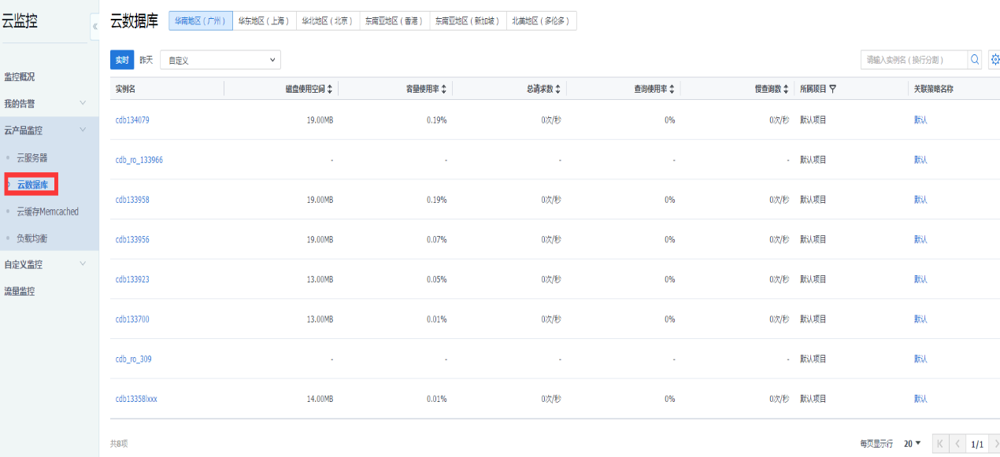 云监控
监控概况
我的告警
云产品监控
云服务器
云数据库
云缓存Memcached
负载均衡
自定义监控
流量监控
云数据库 华南地区（广州） 华东地区（上海） 华北地区（北京） 东南亚地区（香港） 东南亚地区（新加坡） 北美地区（多伦多）
实时 昨天 自定义 请输入实例名（换行分割）
实例名 磁盘使用空间 容量使用率 总请求数 查询使用率 慢查询数 所属项目 关联策略名称
cdb134079 19.00MB 0.19% 0次/秒 0% 0次/秒 默认项目 默认
cdb_ro_133966 - - - - - 默认项目 默认
cdb133958 19.00MB 0.19% 0次/秒 0% 0次/秒 默认项目 默认
cdb133956 19.00MB 0.07% 0次/秒 0% 0次/秒 默认项目 默认
cdb133923 13.00MB 0.05% 0次/秒 0% 0次/秒 默认项目 默认
cdb133700 13.00MB 0.01% 0次/秒 0% 0次/秒 默认项目 默认
cdb_ro_309 - - - - - 默认项目 默认
cdb13358lxxx 14.00MB 0.01% 0次/秒 0% 0次/秒 默认项目 默认
共8项 每页显示行 20 1/1